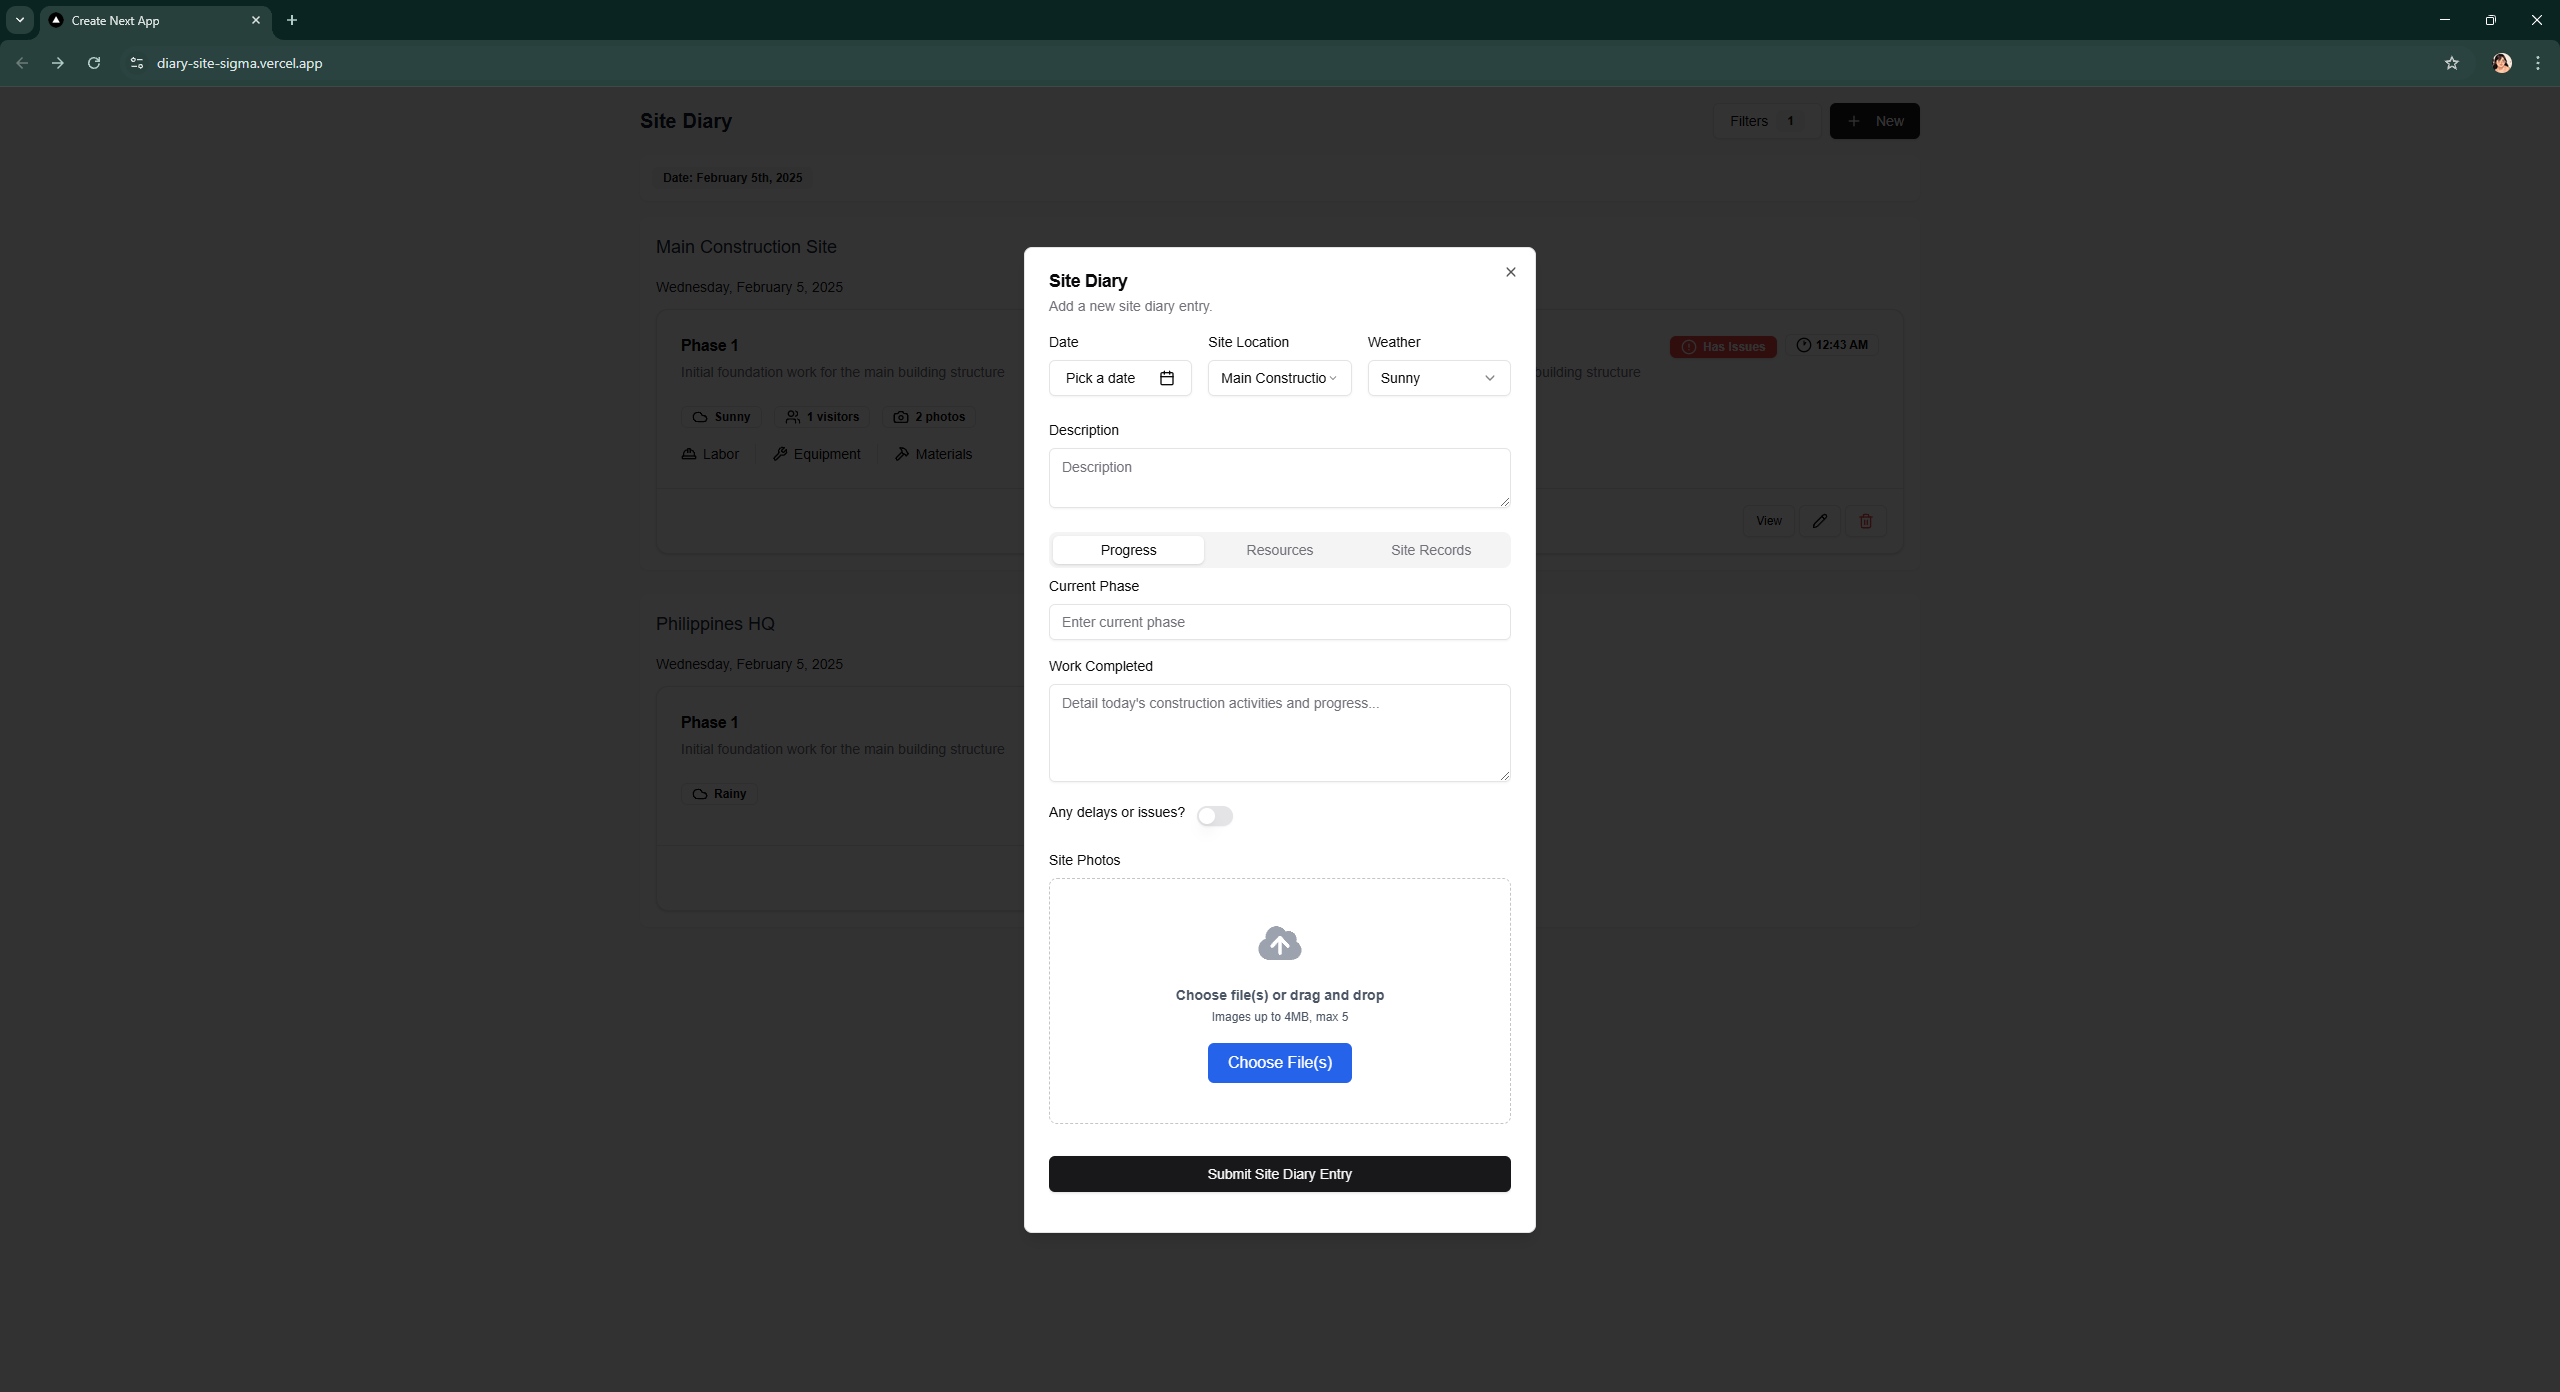 Create Next App
diary-site-sigma.vercel.app
Site Diary
Filters 1
New
Date: February 5th, 2025
Main Construction Site
Wednesday, February 5, 2025
Phase 1
Initial foundation work for the main building structure
Sunny
1 visitors
2 photos
Labor
Equipment
Materials
Has Issues
12:43 AM
building structure
View
Philippines HQ
Wednesday, February 5, 2025
Phase 1
Initial foundation work for the main building structure
Rainy
Site Diary
Add a new site diary entry.
Date
Site Location
Weather
Pick a date
Main Constructio
Sunny
Description
Description
Progress
Resources
Site Records
Current Phase
Enter current phase
Work Completed
Detail today's construction activities and progress...
Any delays or issues?
Site Photos
Choose file(s) or drag and drop
Images up to 4MB, max 5
Choose File(s)
Submit Site Diary Entry